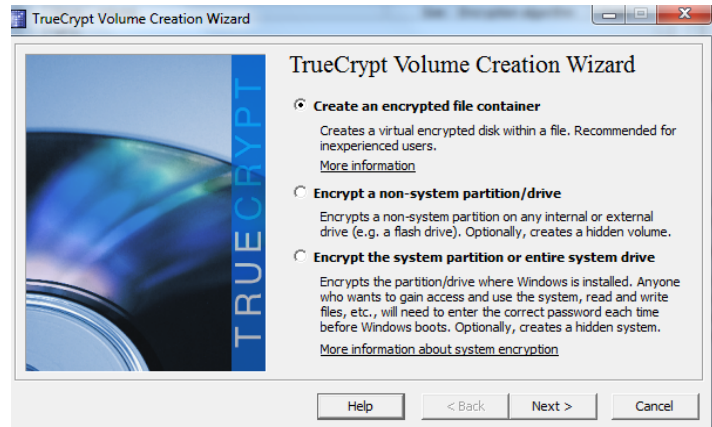 TrueCrypt Volume Creation Wizard
TRUECRYPT
TrueCrypt Volume Creation Wizard
Create an encrypted file container
Creates a virtual encrypted disk within a file. Recommended for
inexperienced users.
More information
Encrypt a non-system partition/drive
Encrypts a non-system partition on any internal or external
drive (e.g. a flash drive). Optionally, creates a hidden volume.
Encrypt the system partition or entire system drive
Encrypts the partition/drive where Windows is installed. Anyone
who wants to gain access and use the system, read and write
files, etc., will need to enter the correct password each time
before Windows boots. Optionally, creates a hidden system.
More information about system encryption
Help
< Back
Next >
Cancel